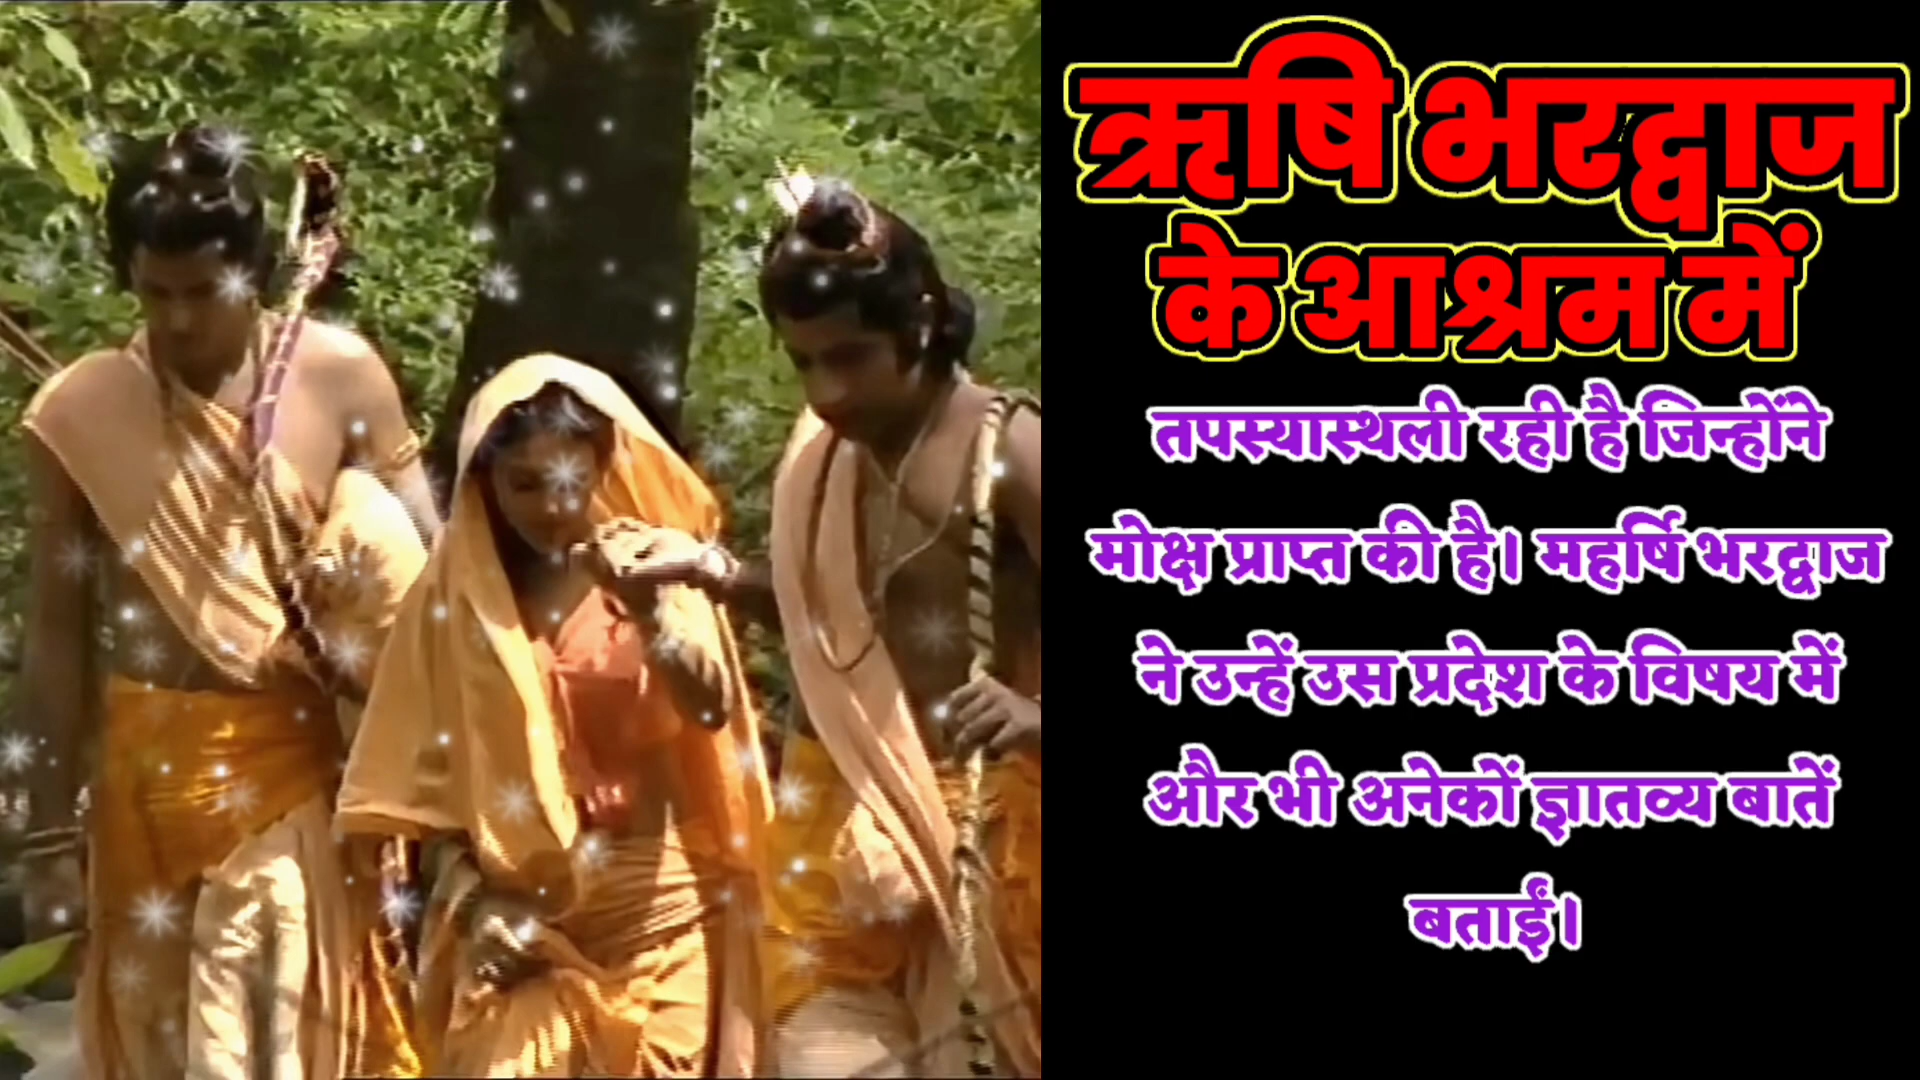 ऋषि भरद्वाज
के आश्रम में
तपस्यास्थली रही है जिन्होंने
मोक्ष प्राप्त की है। महर्षि भरद्वाज
ने उन्हें उस प्रदेश के विषय में
और भी अनेकों ज्ञातव्य बातें
बताईं।